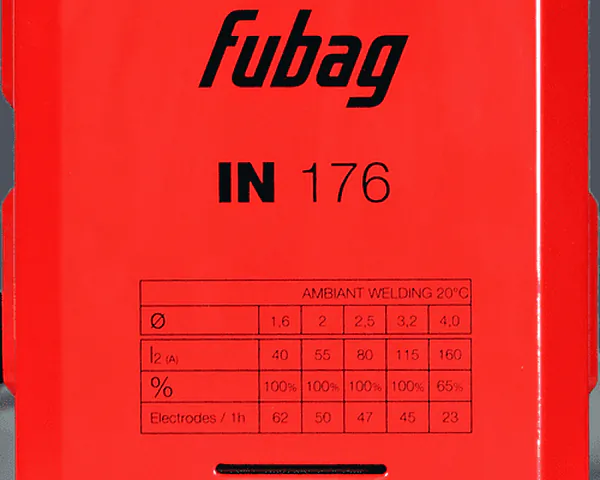 fubag
IN 176
AMBIANT WELDING 20°C
Ø 1,6 2 2,5 3,2 4,0
I2 (A) 40 55 80 115 160
% 100% 100% 100% 100% 65%
Electrodes / 1h 62 50 47 45 23